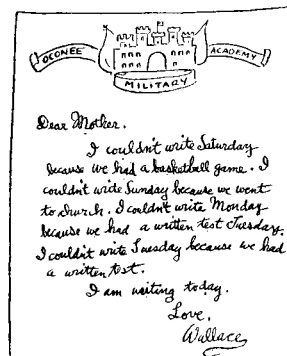 OCONEE
ACADEMY
MILITARY
Dear Mother.
I couldn't write Saturday
because we had a basketball game. I
couldn't write Sunday because we went
to church. I couldn't write Monday
because we had a written test Tuesday.
I couldn't write Tuesday because we had
a written test.
I am writing today.
Love,
Wallace